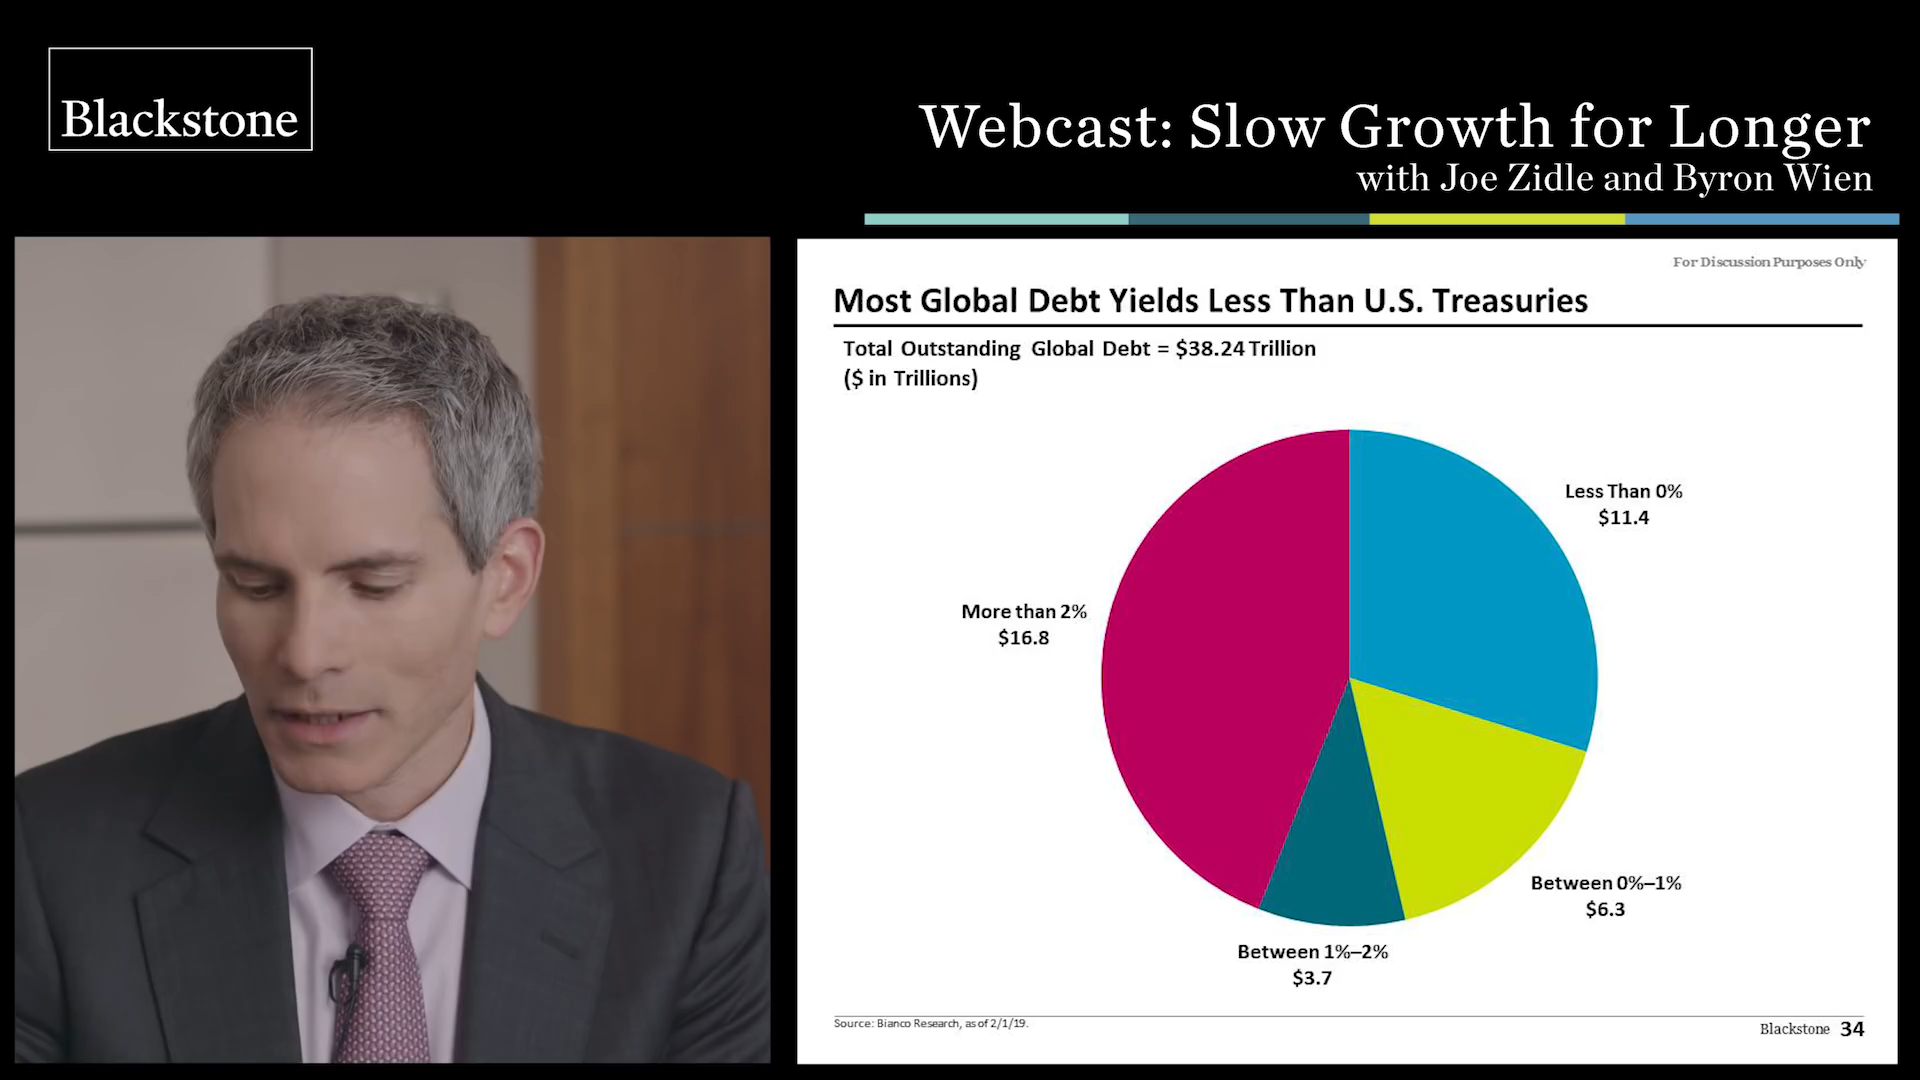 Blackstone
Webcast: Slow Growth for Longer
with Joe Zidle and Byron Wien
For Discussion Purposes Only
Most Global Debt Yields Less Than U.S. Treasuries
Total Outstanding Global Debt = $38.24 Trillion
($ in Trillions)
Less Than 0%
$11.4
More than 2%
$16.8
Between 0%–1%
$6.3
Between 1%–2%
$3.7
Source: Bianco Research, as of 2/1/19.
Blackstone 34